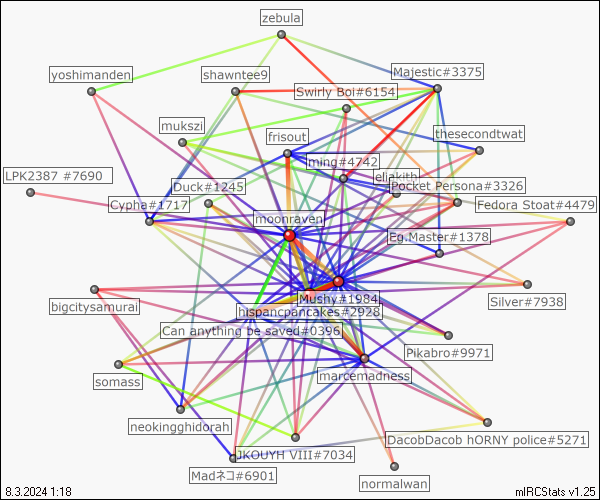 zebula
yoshimanden
shawntee9
Majestic#3375
Swirly Boi#6154
mukszi
frisout
thesecondtwat
ming#4742
LPK2387 #7690
eljakith
Duck#1245
Pocket Persona#3326
Cypha#1717
Fedora Stoat#4479
moonraven
Eg.Master#1378
Mushy#1984
Silver#7938
bigcitysamurai
hispancpancakes#2928
Can anything be saved#0396
Pikabro#9971
somass
marcemadness
neokingghidorah
DacobDacob hORNY police#5271
JKOUYH VIII#7034
Madネコ#6901
normalwan
8.3.2024 1:18
mIRCStats v1.25